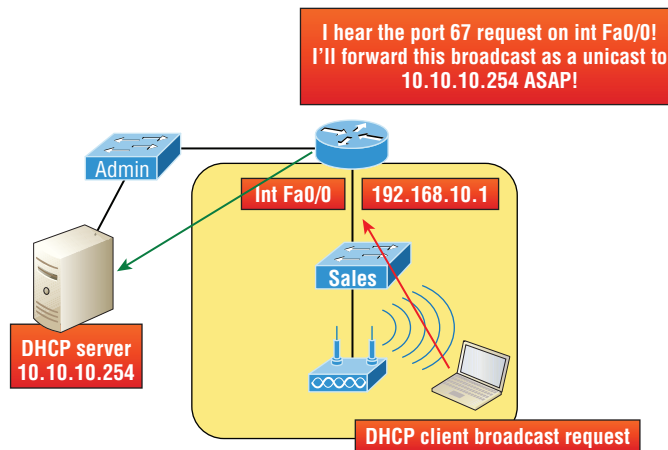 I hear the port 67 request on int Fa0/0!
I'll forward this broadcast as a unicast to
10.10.10.254 ASAP!
Admin
Int Fa0/0
192.168.10.1
Sales
DHCP server
10.10.10.254
DHCP client broadcast request